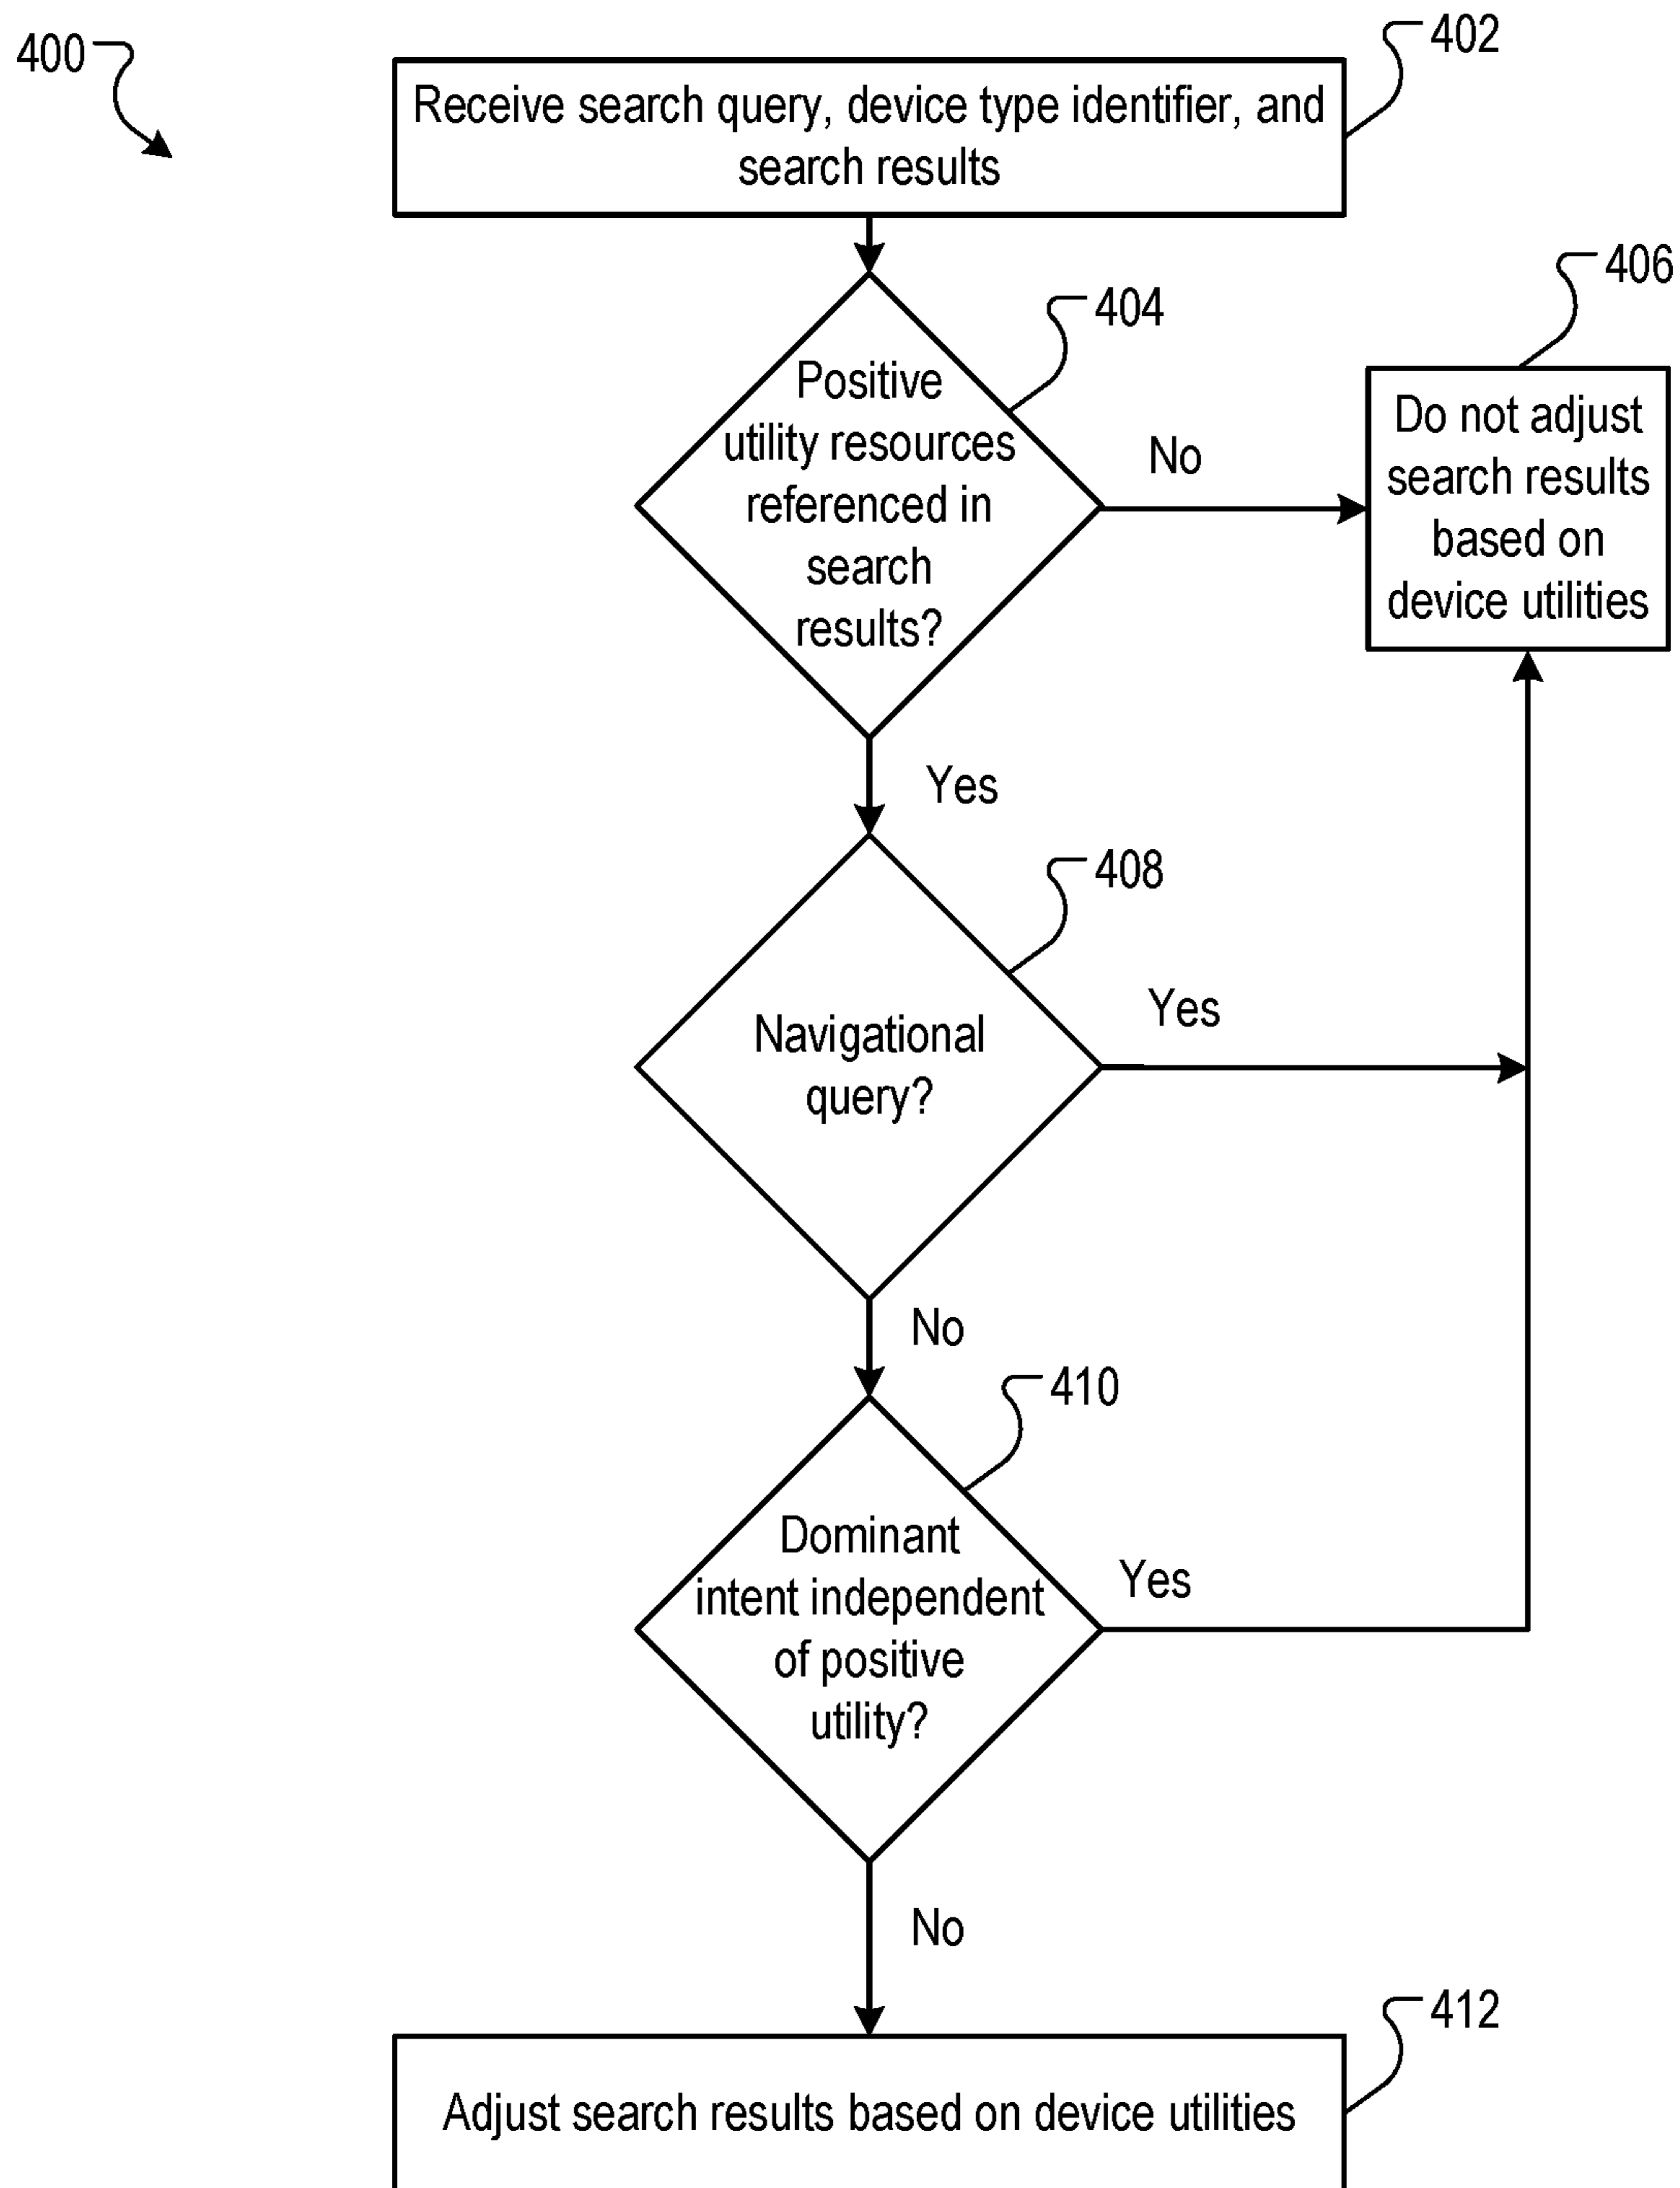 400
402
Receive search query, device type identifier, and
search results
404
Positive
utility resources
referenced in
search
results?
No
406
Do not adjust
search results
based on
device utilities
Yes
408
Navigational
query?
Yes
No
410
Dominant
intent independent
of positive
utility?
Yes
No
412
Adjust search results based on device utilities